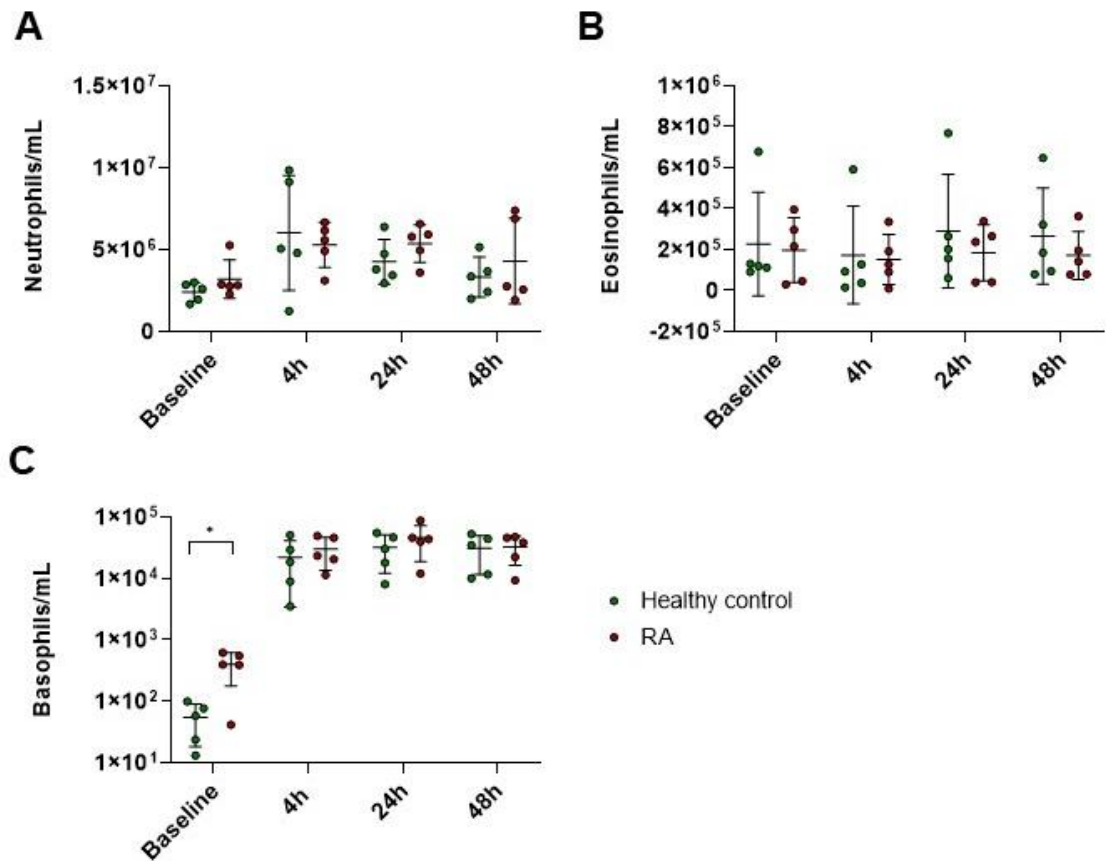 A
Neutrophils/mL
1.5×10⁷
1×10⁷
5×10⁶
0
Baseline
4h
24h
48h
B
Eosinophils/mL
1×10⁶
8×10⁵
6×10⁵
4×10⁵
2×10⁵
0
-2×10⁵
Baseline
4h
24h
48h
C
Basophils/mL
1×10⁵
1×10⁴
1×10³
1×10²
1×10¹
*
Baseline
4h
24h
48h
Healthy control
RA